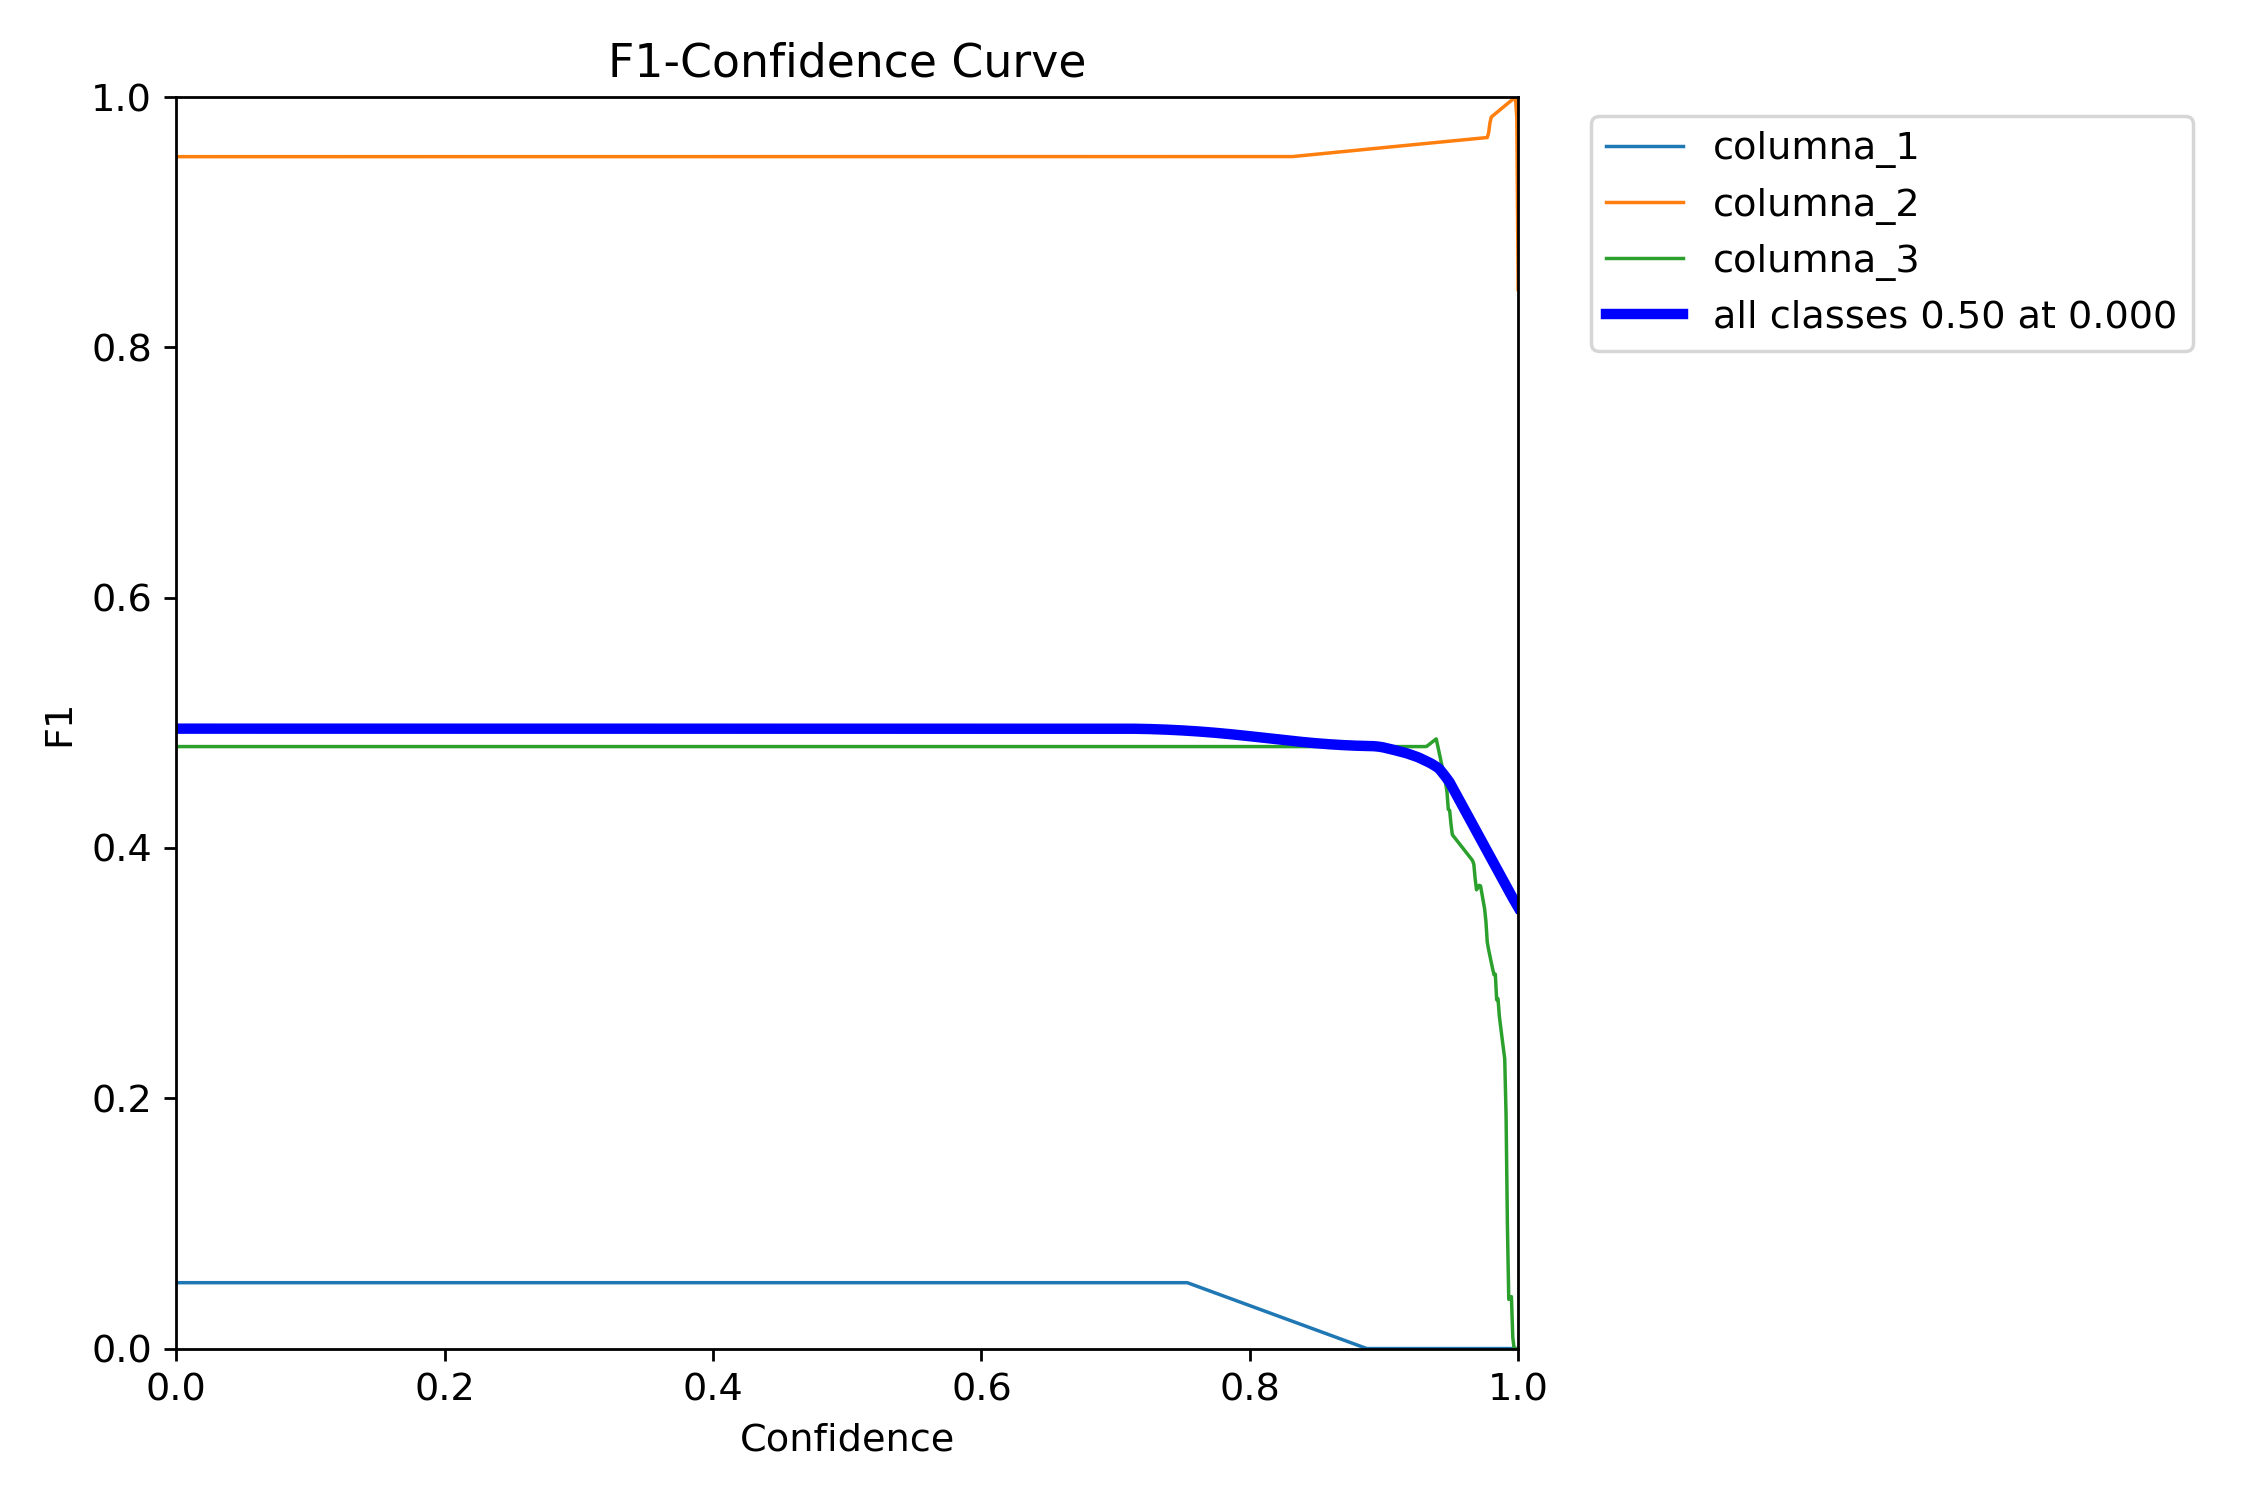 F1-Confidence Curve
1.0
0.8
0.6
0.4
0.2
0.0
F1
0.0 0.2 0.4 0.6 0.8 1.0
Confidence
columna_1
columna_2
columna_3
all classes 0.50 at 0.000